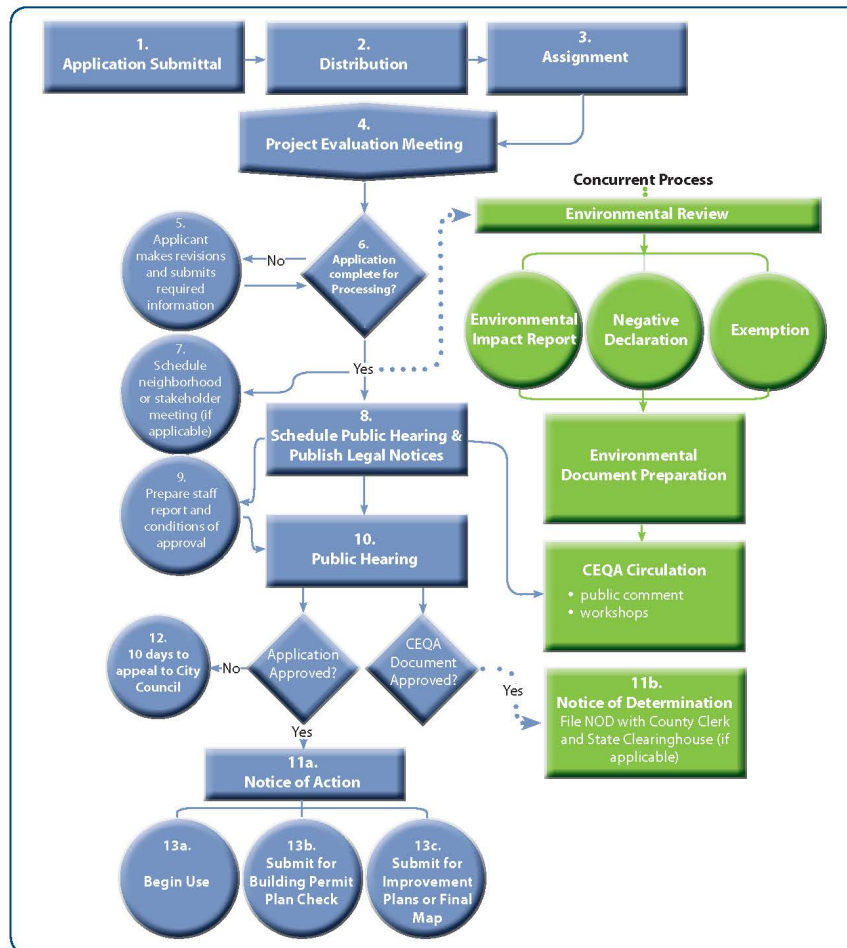 1.
Application Submittal
2.
Distribution
3.
Assignment
4.
Project Evaluation Meeting
Concurrent Process
Environmental Review
5.
Applicant
makes revisions
and submits
required
information
No
6.
Application
complete for
Processing?
Environmental
Impact Report
Negative
Declaration
Exemption
Yes
7.
Schedule
neighborhood
or stakeholder
meeting (if
applicable)
8.
Schedule Public Hearing &
Publish Legal Notices
Environmental
Document Preparation
9.
Prepare staff
report and
conditions of
approval
10.
Public Hearing
CEQA Circulation
• public comment
• workshops
12.
10 days to
appeal to City
Council
No
Application
Approved?
CEQA
Document
Approved?
Yes
11b.
Notice of Determination
File NOD with County Clerk
and State Clearinghouse (if
applicable)
Yes
11a.
Notice of Action
13a.
Begin Use
13b.
Submit for
Building Permit
Plan Check
13c.
Submit for
Improvement
Plans or Final
Map